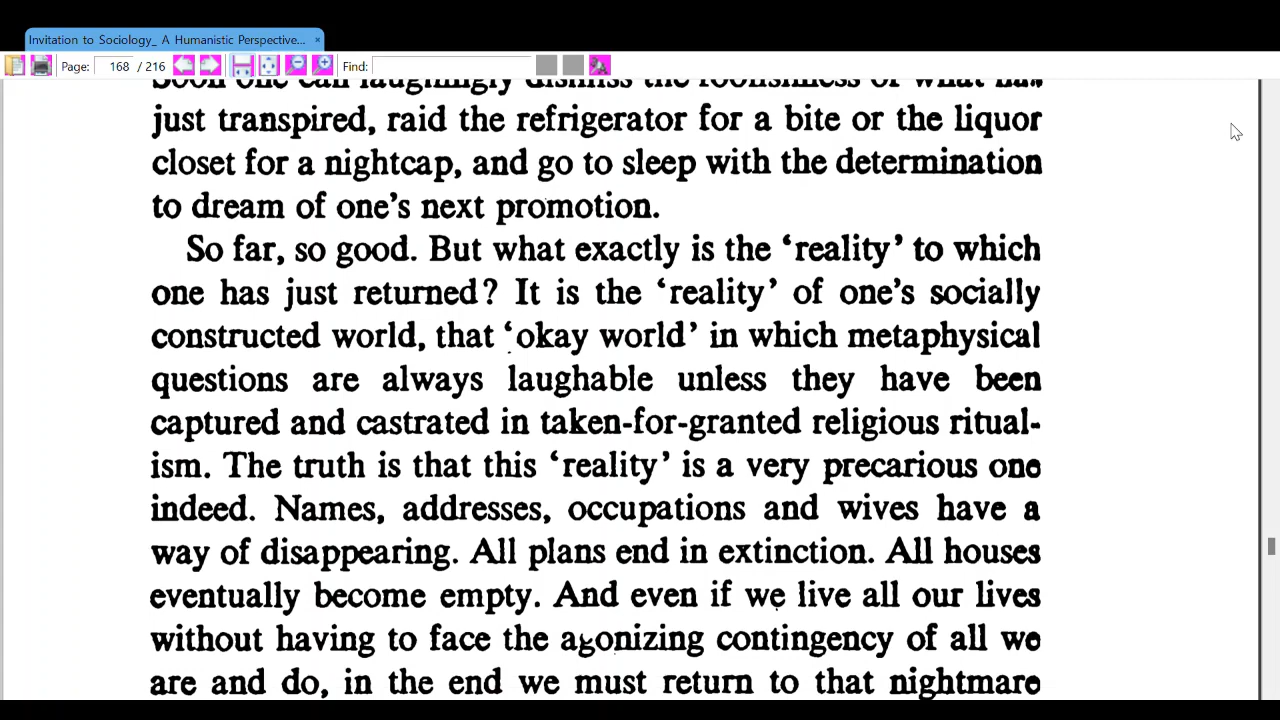 Invitation to Sociology_ A Humanistic Perspective... ×
Page: 168 / 216 Find:
just transpired, raid the refrigerator for a bite or the liquor
closet for a nightcap, and go to sleep with the determination
to dream of one's next promotion.
So far, so good. But what exactly is the ‘reality’ to which
one has just returned? It is the ‘reality’ of one's socially
constructed world, that ‘okay world’ in which metaphysical
questions are always laughable unless they have been
captured and castrated in taken-for-granted religious ritual-
ism. The truth is that this ‘reality’ is a very precarious one
indeed. Names, addresses, occupations and wives have a
way of disappearing. All plans end in extinction. All houses
eventually become empty. And even if we live all our lives
without having to face the agonizing contingency of all we
are and do, in the end we must return to that nightmare